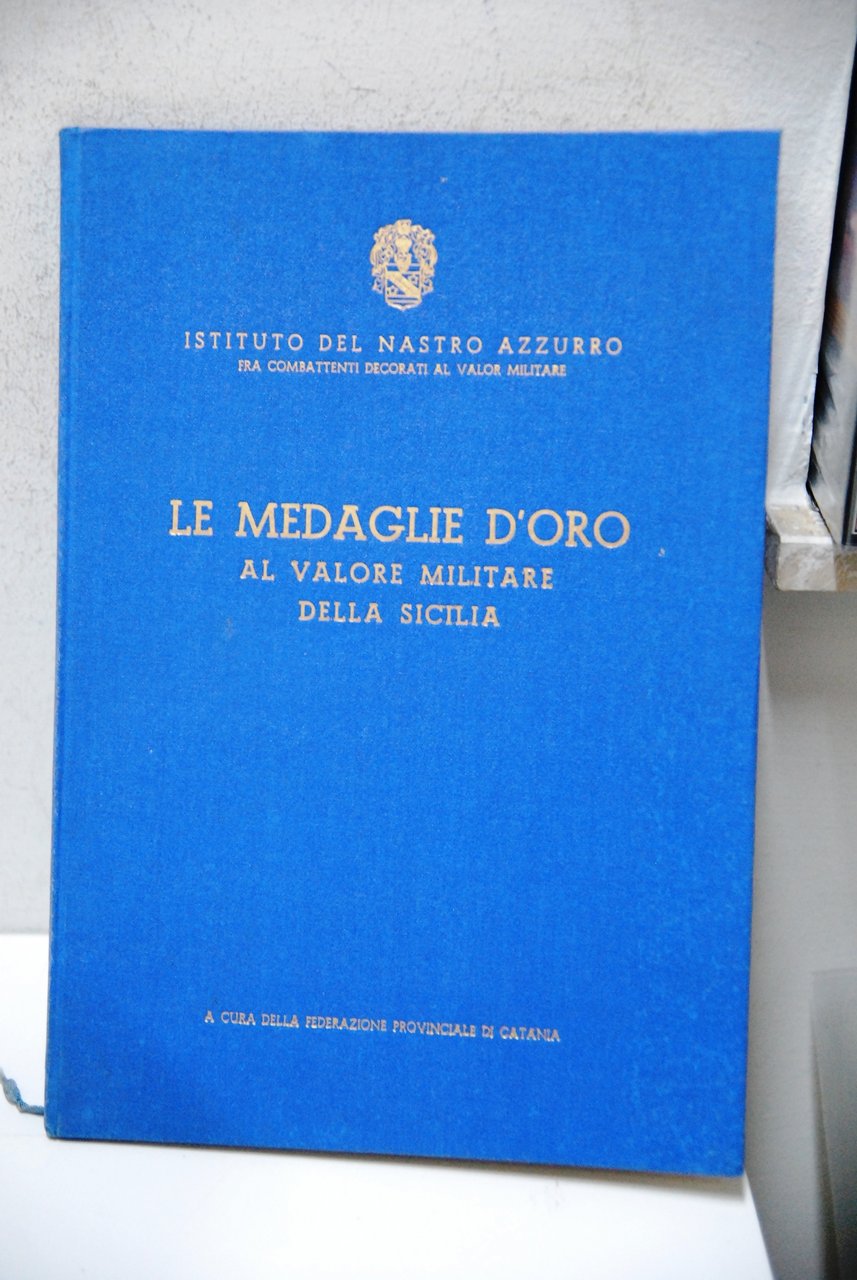 ISTITUTO DEL NASTRO AZZURRO
FRA COMBATTENTI DECORATI AL VALOR MILITARE
LE MEDAGLIE D'ORO
AL VALORE MILITARE
DELLA SICILIA
A CURA DELLA FEDERAZIONE PROVINCIALE DI CATANIA